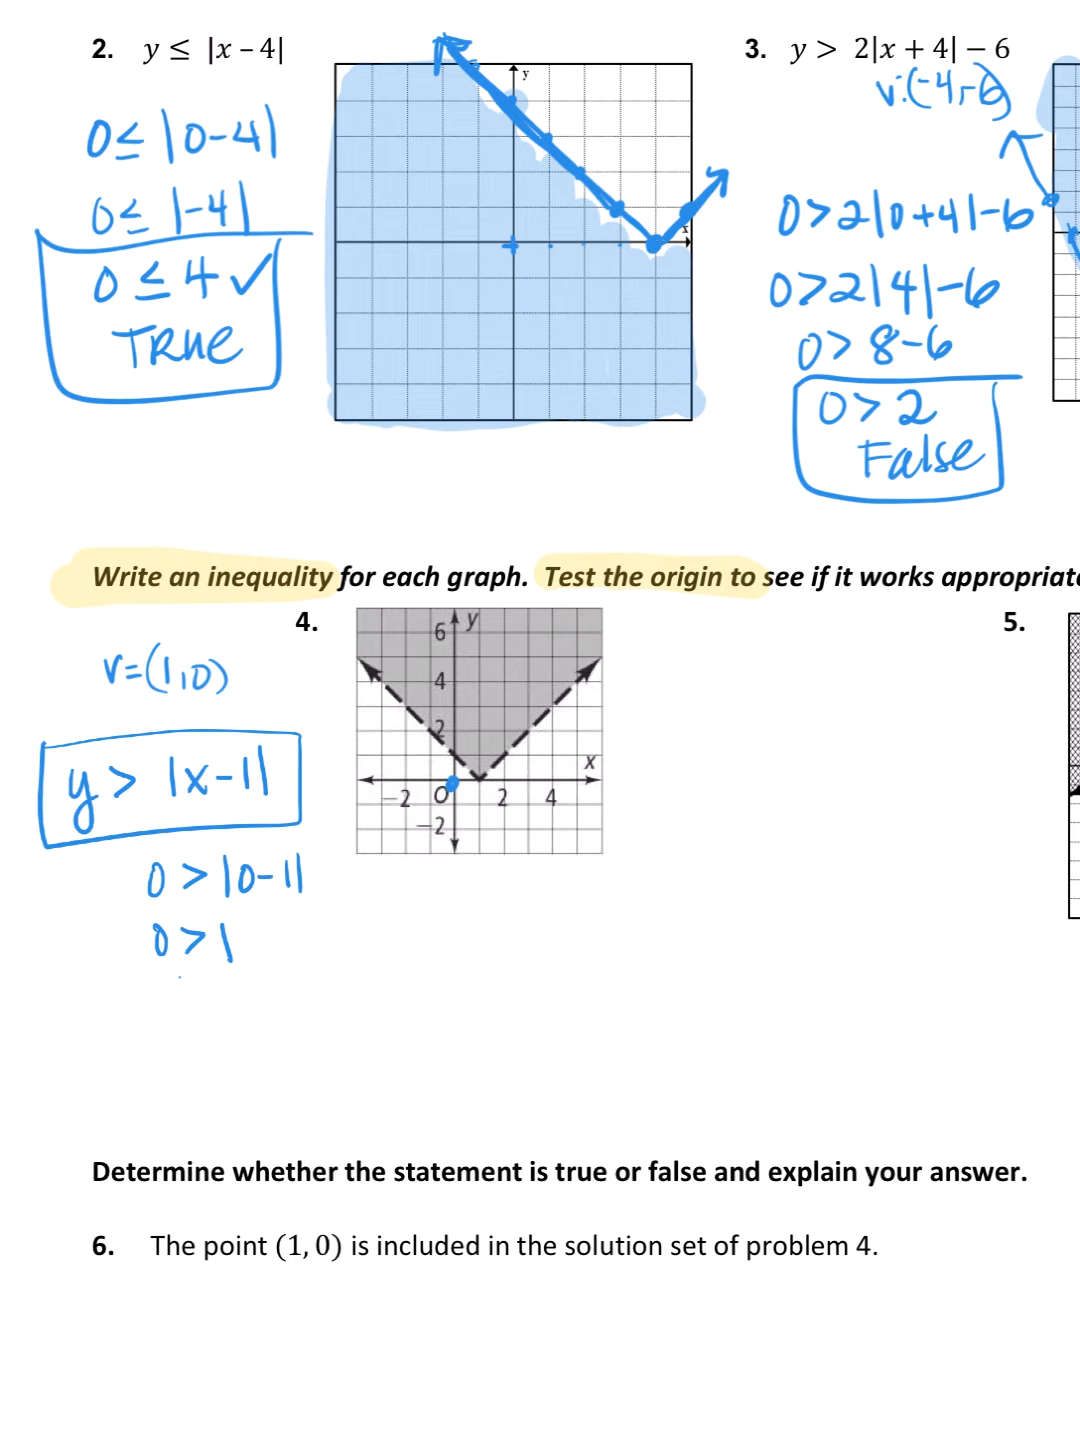 2. y ≤ |x – 4|
0 ≤ |0-4|
0 ≤ |-4|
0 ≤ 4 ✓
TRUE
y
x
3. y > 2|x + 4| – 6
v:(-4,-6)
0>2|0+4|-6
0>2|4|-6
0> 8-6
0> 2
False
Write an inequality for each graph. Test the origin to see if it works appropriate
4.
v=(1,0)
y > |x-1|
0 > |0-1|
0 > 1
6 y
4
2
x
-2 O 2 4
-2
5.
Determine whether the statement is true or false and explain your answer.
6. The point (1, 0) is included in the solution set of problem 4.